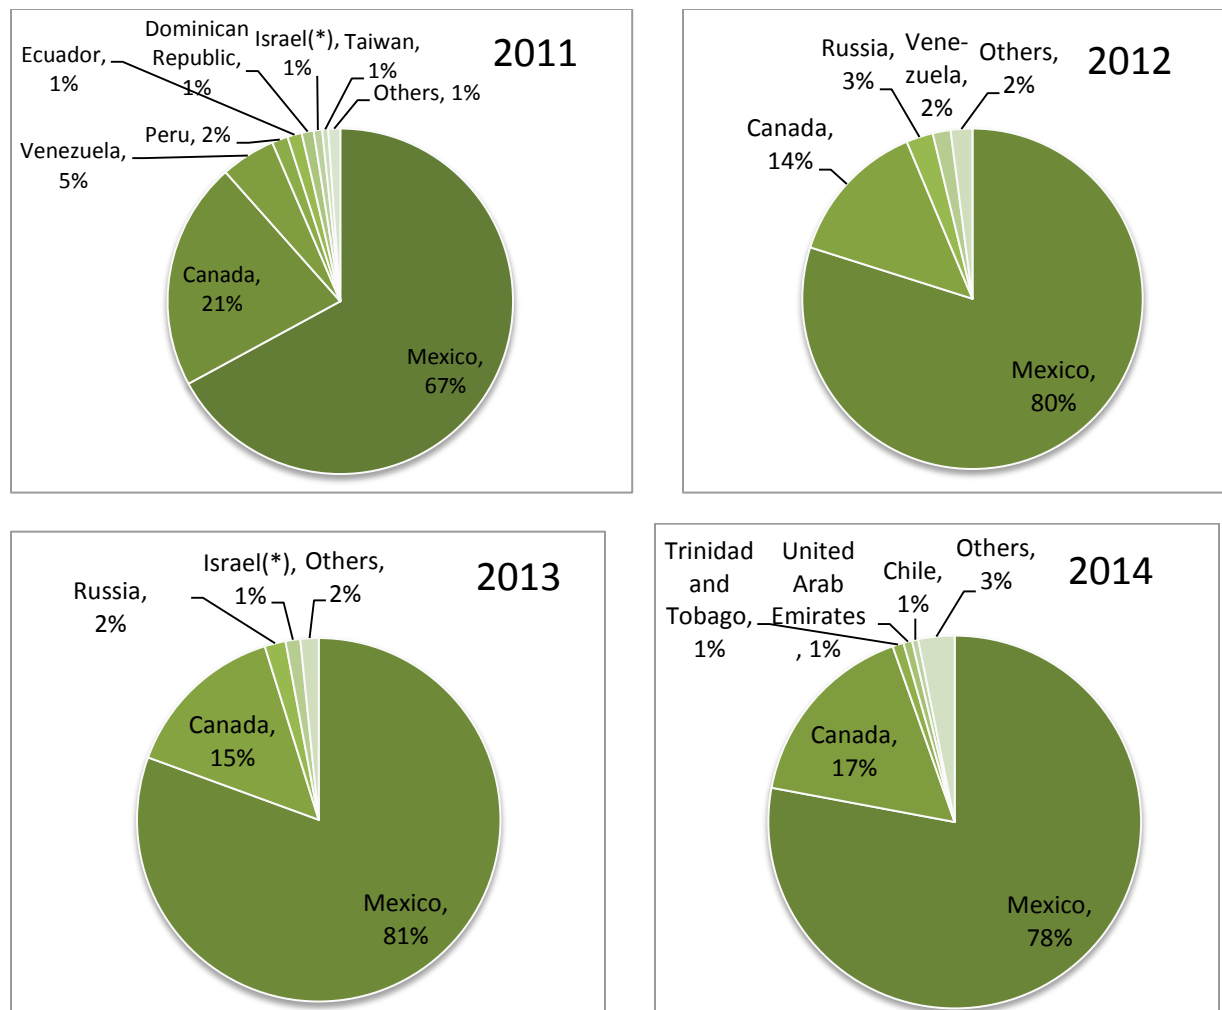 2011
Ecuador,
1%
Dominican
Republic,
1%
Israel(*),
1%
Taiwan,
1%
Others, 1%
Venezuela,
5%
Peru, 2%
Canada,
21%
Mexico,
67%
2012
Russia,
3%
Vene-
zuela,
2%
Others,
2%
Canada,
14%
Mexico,
80%
2013
Russia,
2%
Israel(*),
1%
Others,
2%
Canada,
15%
Mexico,
81%
2014
Trinidad
and
Tobago,
1%
United
Arab
Emirates
, 1%
Chile,
1%
Others,
3%
Canada,
17%
Mexico,
78%